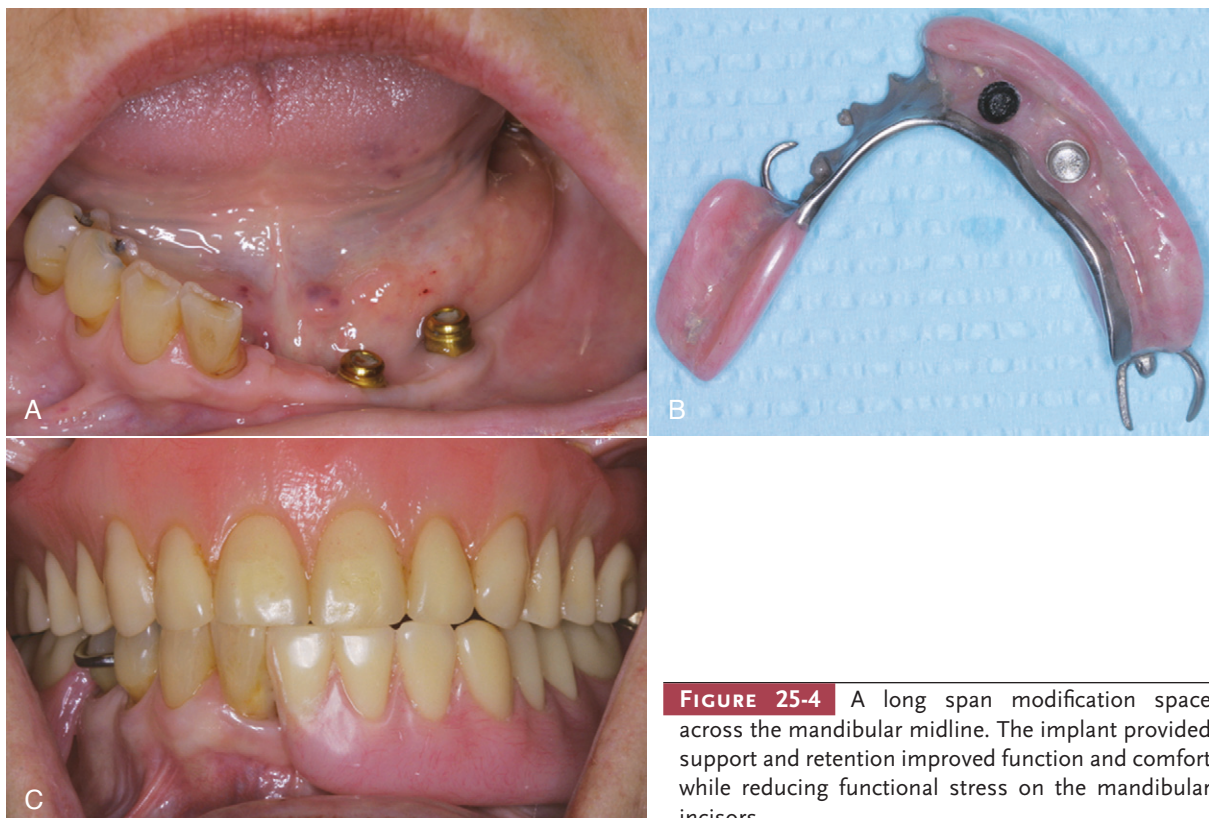 A
B
C
FIGURE 25-4 A long span modification space
across the mandibular midline. The implant provided
support and retention improved function and comfort
while reducing functional stress on the mandibular
incisors.